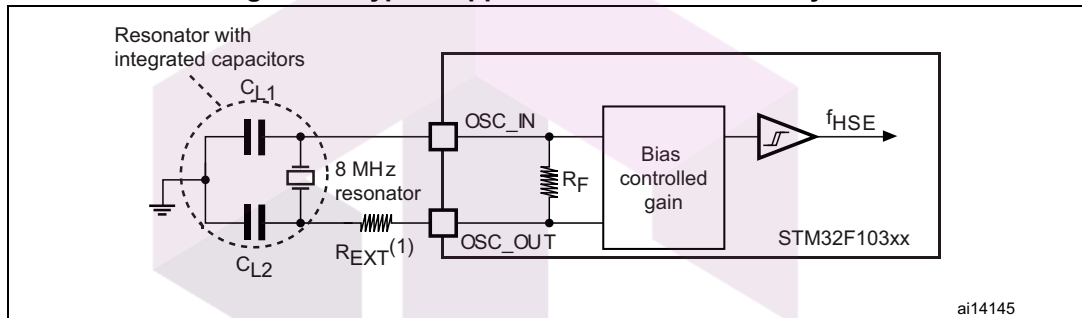 Resonator with
integrated capacitors
CL1
OSC_IN
fHSE
8 MHz
resonator
RF
Bias
controlled
gain
REXT(1)
OSC_OUT
STM32F103xx
CL2
ai14145